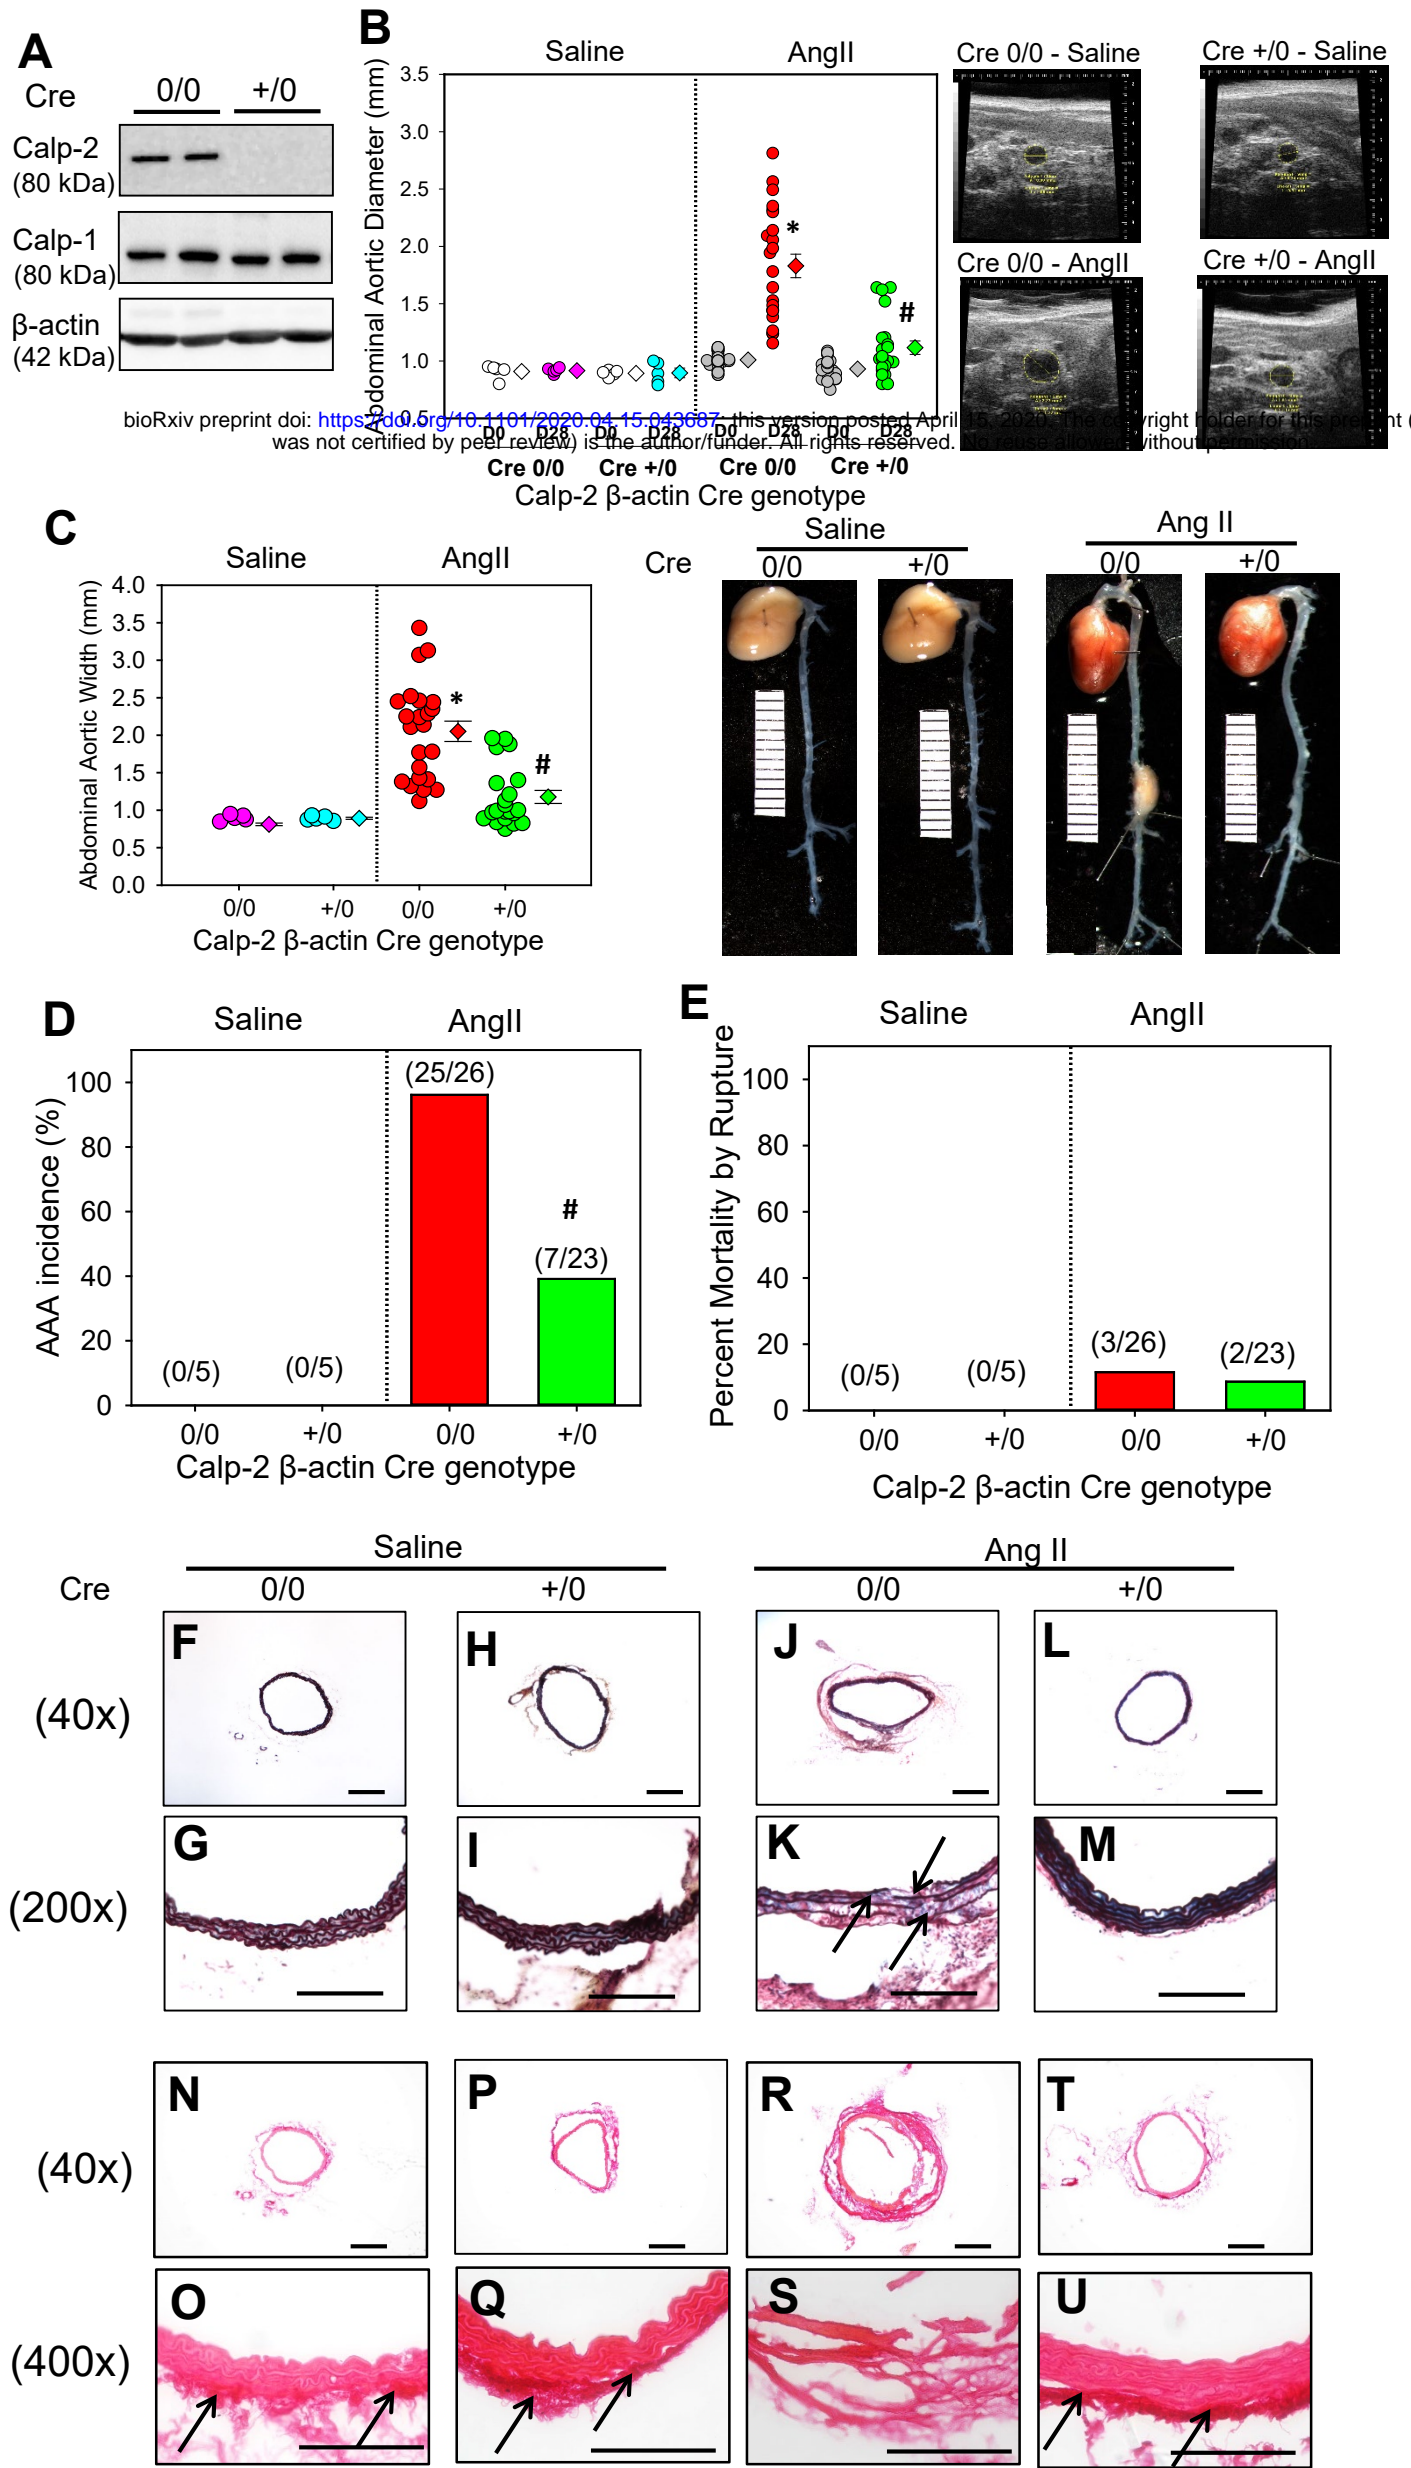 A
Cre 0/0 +/0
Calp-2
(80 kDa)
Calp-1
(80 kDa)
β-actin
(42 kDa)
B
Saline AngII
Abdominal Aortic Diameter (mm)
3.5
3.0
2.5
2.0
1.5
1.0
0.5
*
#
D0 D28 D0 D28 D0 D28 D0 D28
Cre 0/0 Cre +/0 Cre 0/0 Cre +/0
Calp-2 β-actin Cre genotype
Cre 0/0 - Saline Cre +/0 - Saline
Cre 0/0 - AngII Cre +/0 - AngII
bioRxiv preprint doi: https://doi.org/10.1101/2020.04.15.043687; this version posted April 15, 2020. The copyright holder for this preprint (
was not certified by peer review) is the author/funder. All rights reserved. No reuse allowed without permission.
C
Saline AngII
Abdominal Aortic Width (mm)
4.0
3.5
3.0
2.5
2.0
1.5
1.0
0.5
0.0
*
#
0/0 +/0 0/0 +/0
Calp-2 β-actin Cre genotype
Saline Ang II
Cre 0/0 +/0 0/0 +/0
D
Saline AngII
AAA incidence (%)
100
80
60
40
20
0
(0/5) (0/5) (25/26) (7/23)
#
0/0 +/0 0/0 +/0
Calp-2 β-actin Cre genotype
E
Saline AngII
Percent Mortality by Rupture
100
80
60
40
20
0
(0/5) (0/5) (3/26) (2/23)
0/0 +/0 0/0 +/0
Calp-2 β-actin Cre genotype
Saline Ang II
Cre 0/0 +/0 0/0 +/0
(40x) F H J L
(200x) G I K M
(40x) N P R T
(400x) O Q S U